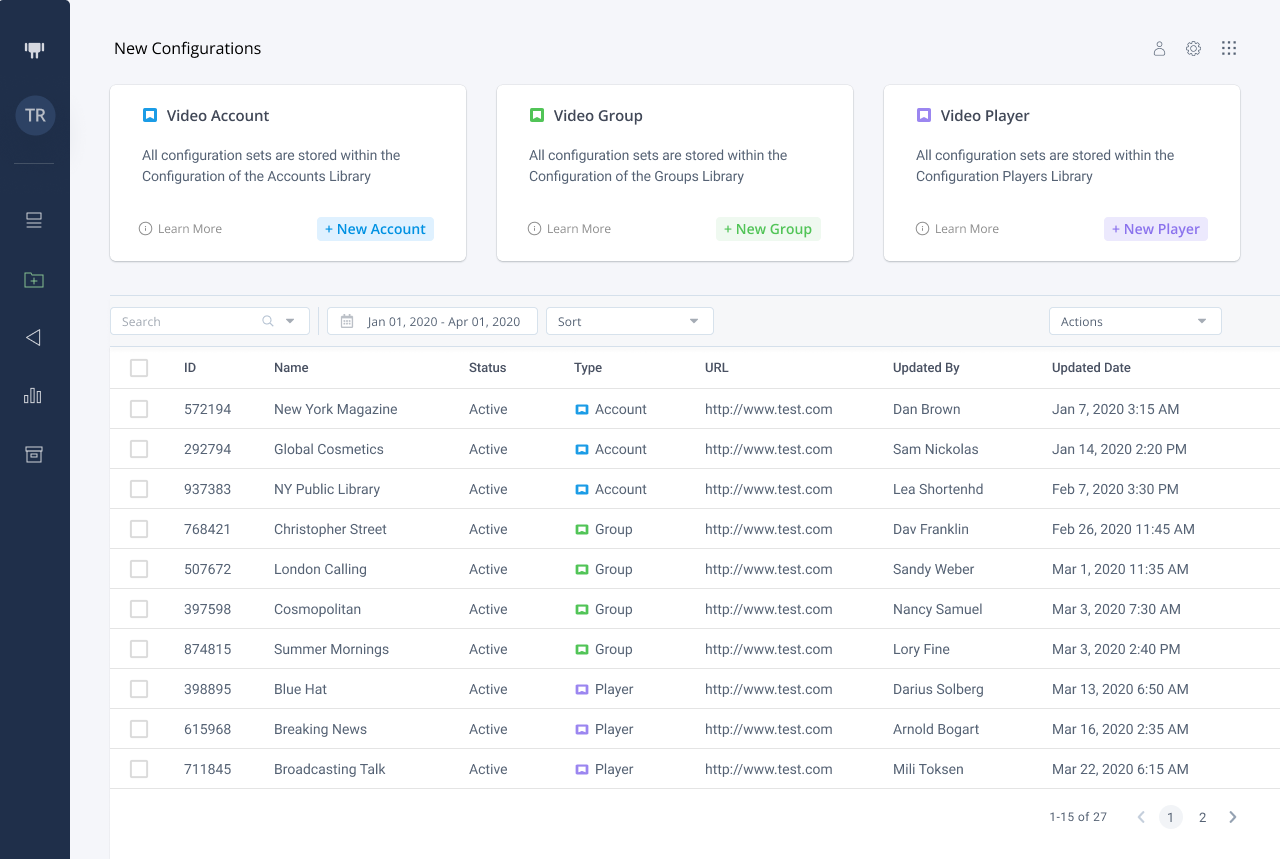 New Configurations
TR
Video Account
All configuration sets are stored within the
Configuration of the Accounts Library
Learn More
+ New Account
Video Group
All configuration sets are stored within the
Configuration of the Groups Library
Learn More
+ New Group
Video Player
All configuration sets are stored within the
Configuration Players Library
Learn More
+ New Player
Search
Jan 01, 2020 - Apr 01, 2020
Sort
Actions
ID Name Status Type URL Updated By Updated Date
572194 New York Magazine Active Account http://www.test.com Dan Brown Jan 7, 2020 3:15 AM
292794 Global Cosmetics Active Account http://www.test.com Sam Nickolas Jan 14, 2020 2:20 PM
937383 NY Public Library Active Account http://www.test.com Lea Shortenhd Feb 7, 2020 3:30 PM
768421 Christopher Street Active Group http://www.test.com Dav Franklin Feb 26, 2020 11:45 AM
507672 London Calling Active Group http://www.test.com Sandy Weber Mar 1, 2020 11:35 AM
397598 Cosmopolitan Active Group http://www.test.com Nancy Samuel Mar 3, 2020 7:30 AM
874815 Summer Mornings Active Group http://www.test.com Lory Fine Mar 3, 2020 2:40 PM
398895 Blue Hat Active Player http://www.test.com Darius Solberg Mar 13, 2020 6:50 AM
615968 Breaking News Active Player http://www.test.com Arnold Bogart Mar 16, 2020 2:35 AM
711845 Broadcasting Talk Active Player http://www.test.com Mili Toksen Mar 22, 2020 6:15 AM
1-15 of 27 1 2